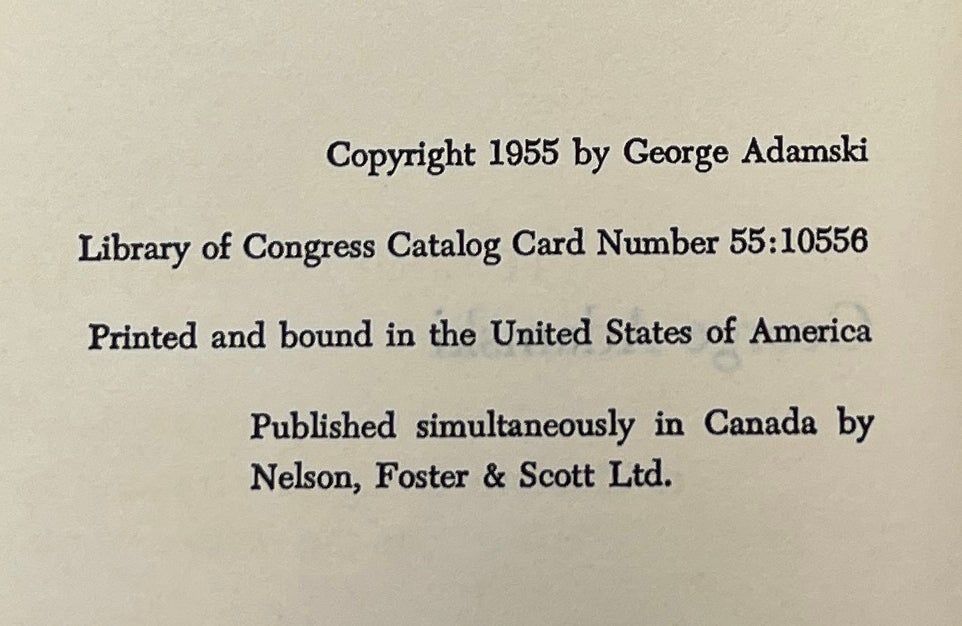 Copyright 1955 by George Adamski
Library of Congress Catalog Card Number 55:10556
Printed and bound in the United States of America
Published simultaneously in Canada by
Nelson, Foster & Scott Ltd.